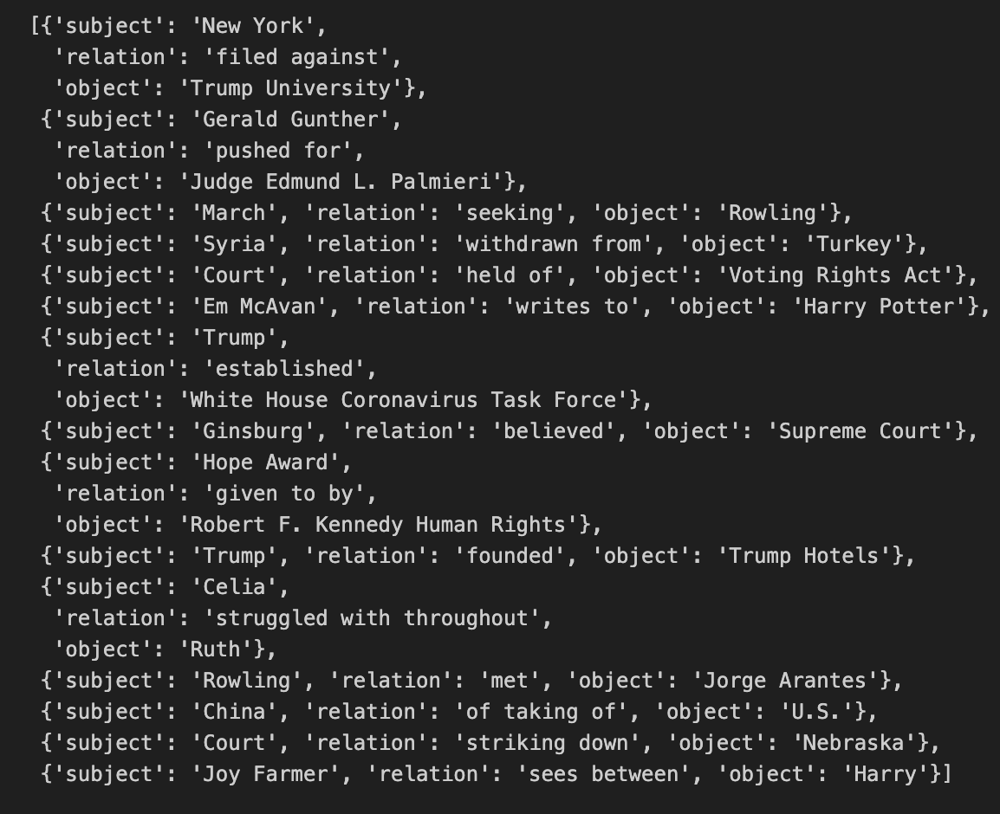 [{'subject': 'New York',
'relation': 'filed against',
'object': 'Trump University'},
{'subject': 'Gerald Gunther',
'relation': 'pushed for',
'object': 'Judge Edmund L. Palmieri'},
{'subject': 'March', 'relation': 'seeking', 'object': 'Rowling'},
{'subject': 'Syria', 'relation': 'withdrawn from', 'object': 'Turkey'},
{'subject': 'Court', 'relation': 'held of', 'object': 'Voting Rights Act'},
{'subject': 'Em McAvan', 'relation': 'writes to', 'object': 'Harry Potter'},
{'subject': 'Trump',
'relation': 'established',
'object': 'White House Coronavirus Task Force'},
{'subject': 'Ginsburg', 'relation': 'believed', 'object': 'Supreme Court'},
{'subject': 'Hope Award',
'relation': 'given to by',
'object': 'Robert F. Kennedy Human Rights'},
{'subject': 'Trump', 'relation': 'founded', 'object': 'Trump Hotels'},
{'subject': 'Celia',
'relation': 'struggled with throughout',
'object': 'Ruth'},
{'subject': 'Rowling', 'relation': 'met', 'object': 'Jorge Arantes'},
{'subject': 'China', 'relation': 'of taking of', 'object': 'U.S.'},
{'subject': 'Court', 'relation': 'striking down', 'object': 'Nebraska'},
{'subject': 'Joy Farmer', 'relation': 'sees between', 'object': 'Harry'}]